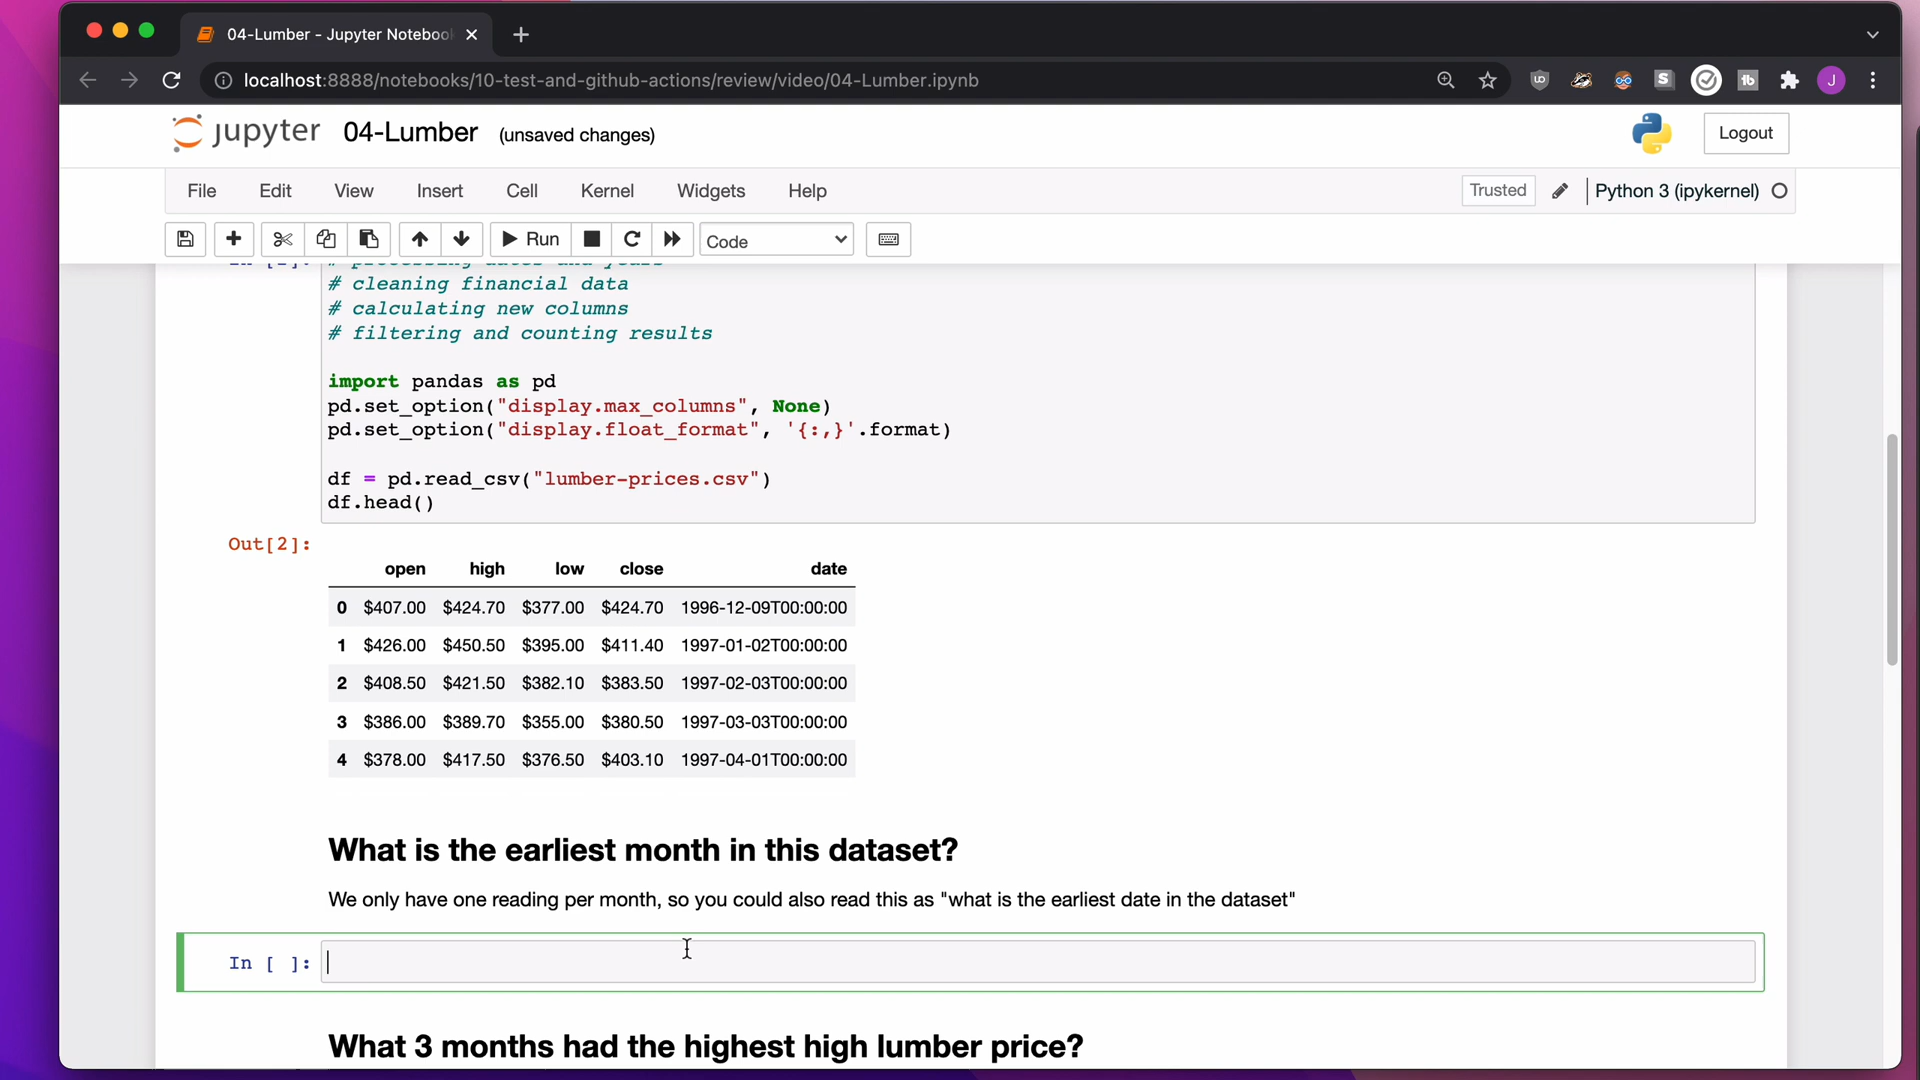 04-Lumber - Jupyter Noteboo
localhost:8888/notebooks/10-test-and-github-actions/review/video/04-Lumber.ipynb
jupyter 04-Lumber (unsaved changes)
Logout
File Edit View Insert Cell Kernel Widgets Help
Trusted Python 3 (ipykernel)
Run Code
# processing dates and years
# cleaning financial data
# calculating new columns
# filtering and counting results
import pandas as pd
pd.set_option("display.max_columns", None)
pd.set_option("display.float_format", '{:,}'.format)
df = pd.read_csv("lumber-prices.csv")
df.head()
Out[2]:
open high low close date
0 $407.00 $424.70 $377.00 $424.70 1996-12-09T00:00:00
1 $426.00 $450.50 $395.00 $411.40 1997-01-02T00:00:00
2 $408.50 $421.50 $382.10 $383.50 1997-02-03T00:00:00
3 $386.00 $389.70 $355.00 $380.50 1997-03-03T00:00:00
4 $378.00 $417.50 $376.50 $403.10 1997-04-01T00:00:00
What is the earliest month in this dataset?
We only have one reading per month, so you could also read this as "what is the earliest date in the dataset"
In [ ]:
What 3 months had the highest high lumber price?